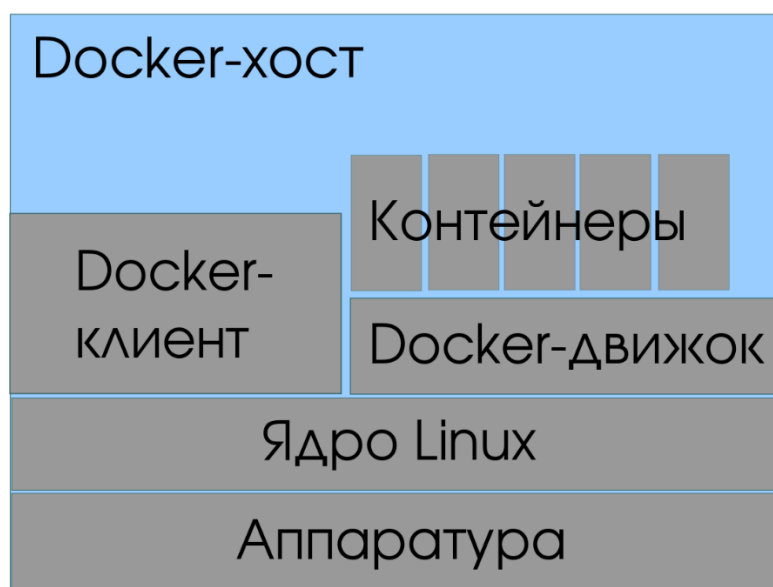 Docker-хост
Контейнеры
Docker-
клиент
Docker-движок
Ядро Linux
Аппаратура